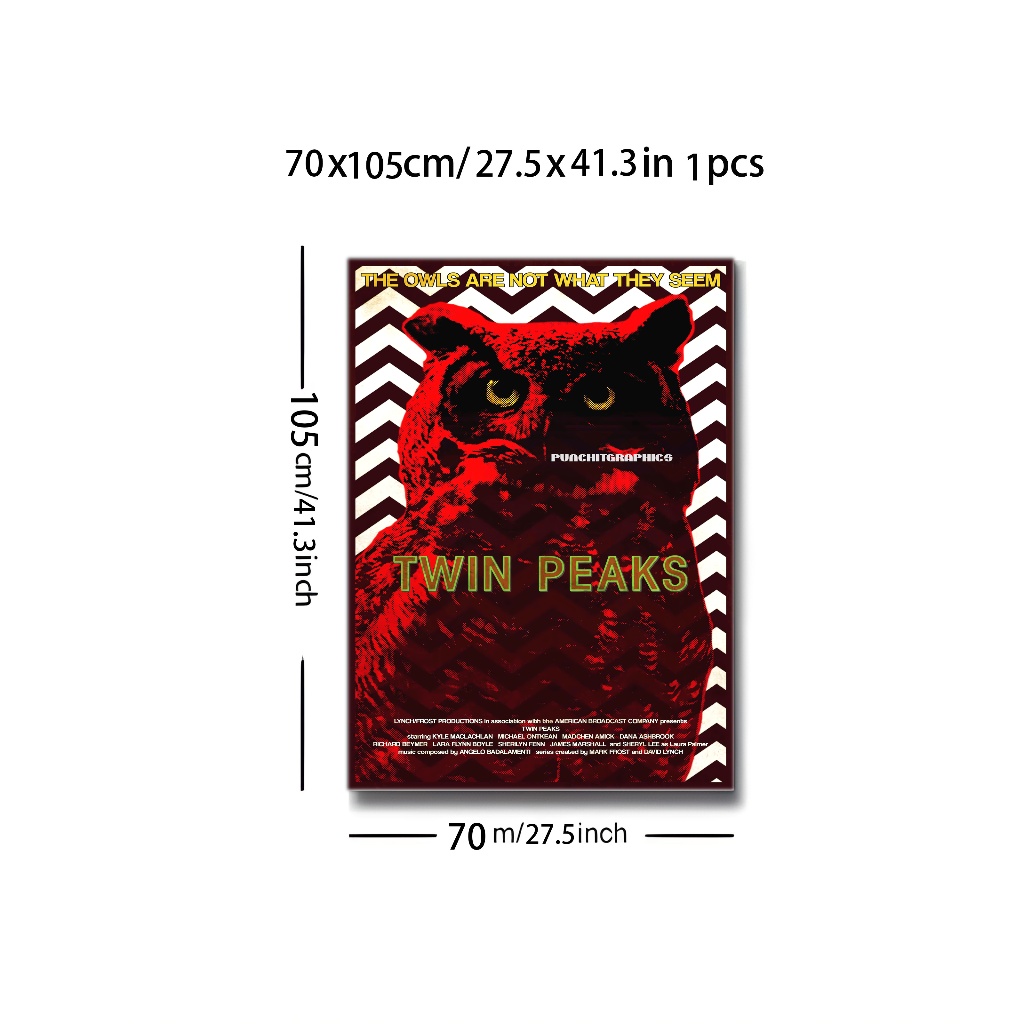 70x105cm/27.5x41.3in 1pcs
THE OWLS ARE NOT WHAT THEY SEEM
105cm/41.3inch
PUNCHITGRAPHICS
TWIN PEAKS
LYNCH/FROST PRODUCTIONS in association with the AMERICAN BROADCAST COMPANY presents
TWIN PEAKS
starring KYLE MACLACHLAN MICHAEL ONTKEAN MADCHEN AMICK DANA ASHBROOK
RICHARD BEYMER LARA FLYNN BOYLE SHERILYN FENN JAMES MARSHALL and SHERYL LEE as Laura Palmer
music composed by ANGELO BADALAMENTI series created by MARK FROST and DAVID LYNCH
70 m/27.5inch